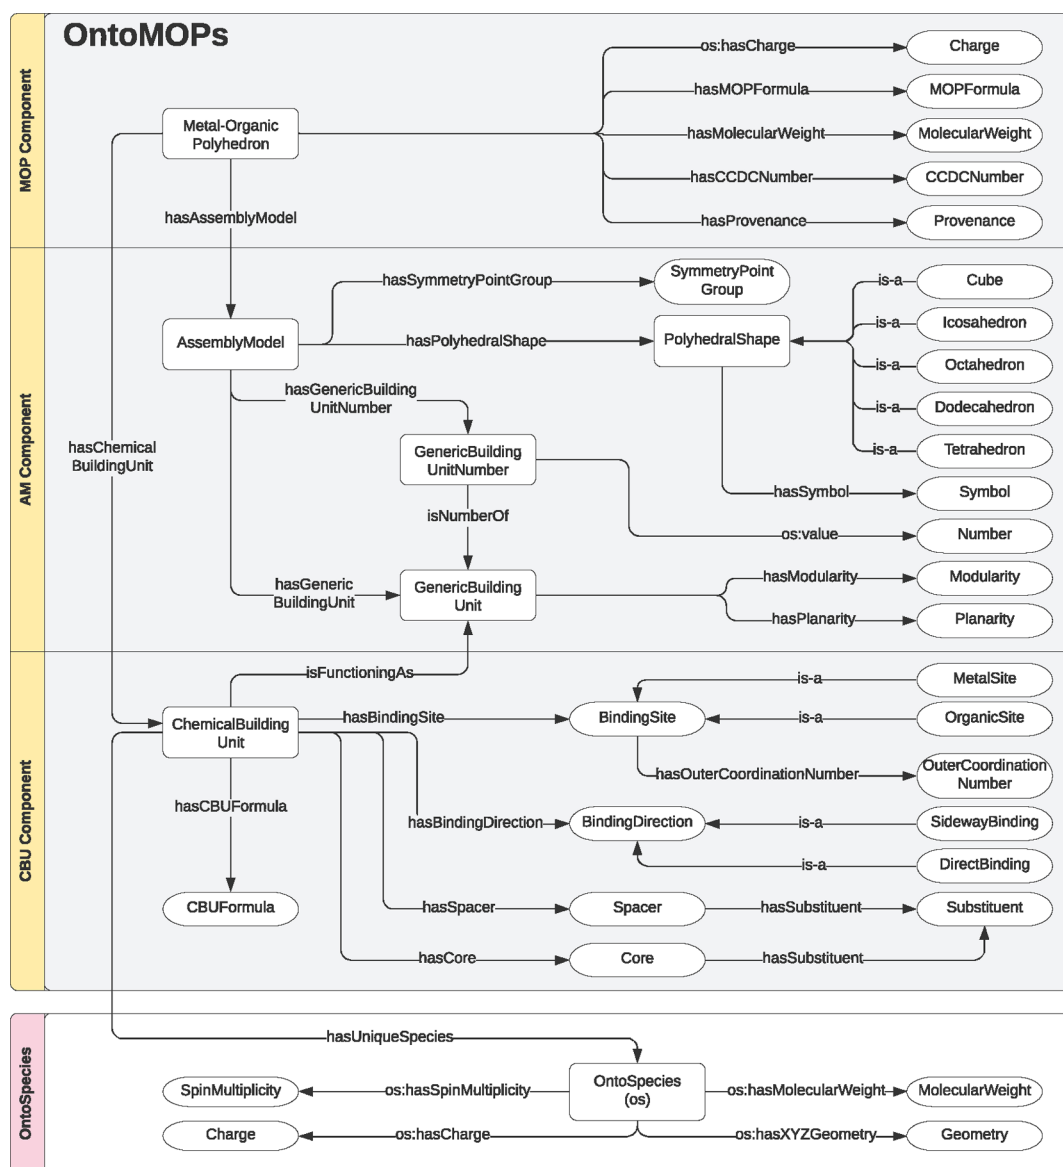 OntoMOPs
MOP Component
Metal-Organic
Polyhedron
os:hasCharge
Charge
hasMOPFormula
MOPFormula
hasMolecularWeight
MolecularWeight
hasCCDCNumber
CCDCNumber
hasProvenance
Provenance
hasAssemblyModel
AM Component
hasChemical
BuildingUnit
AssemblyModel
hasSymmetryPointGroup
SymmetryPoint
Group
hasPolyhedralShape
PolyhedralShape
is-a
Cube
is-a
Icosahedron
is-a
Octahedron
is-a
Dodecahedron
is-a
Tetrahedron
hasSymbol
Symbol
hasGenericBuilding
UnitNumber
GenericBuilding
UnitNumber
os:value
Number
isNumberOf
hasGeneric
BuildingUnit
GenericBuilding
Unit
hasModularity
Modularity
hasPlanarity
Planarity
CBU Component
isFunctioningAs
ChemicalBuilding
Unit
hasBindingSite
BindingSite
is-a
MetalSite
is-a
OrganicSite
hasOuterCoordinationNumber
OuterCoordination
Number
hasCBUFormula
CBUFormula
hasBindingDirection
BindingDirection
is-a
SidewayBinding
is-a
DirectBinding
hasSpacer
Spacer
hasSubstituent
Substituent
hasCore
Core
hasSubstituent
OntoSpecies
hasUniqueSpecies
OntoSpecies
(os)
os:hasSpinMultiplicity
SpinMultiplicity
os:hasMolecularWeight
MolecularWeight
os:hasCharge
Charge
os:hasXYZGeometry
Geometry